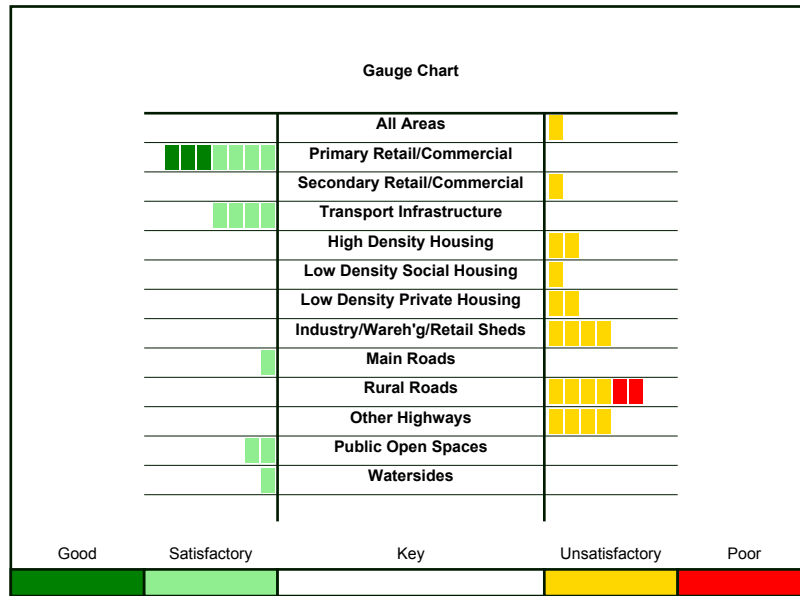 Gauge Chart
All Areas
Primary Retail/Commercial
Secondary Retail/Commercial
Transport Infrastructure
High Density Housing
Low Density Social Housing
Low Density Private Housing
Industry/Wareh'g/Retail Sheds
Main Roads
Rural Roads
Other Highways
Public Open Spaces
Watersides
Good Satisfactory Key Unsatisfactory Poor